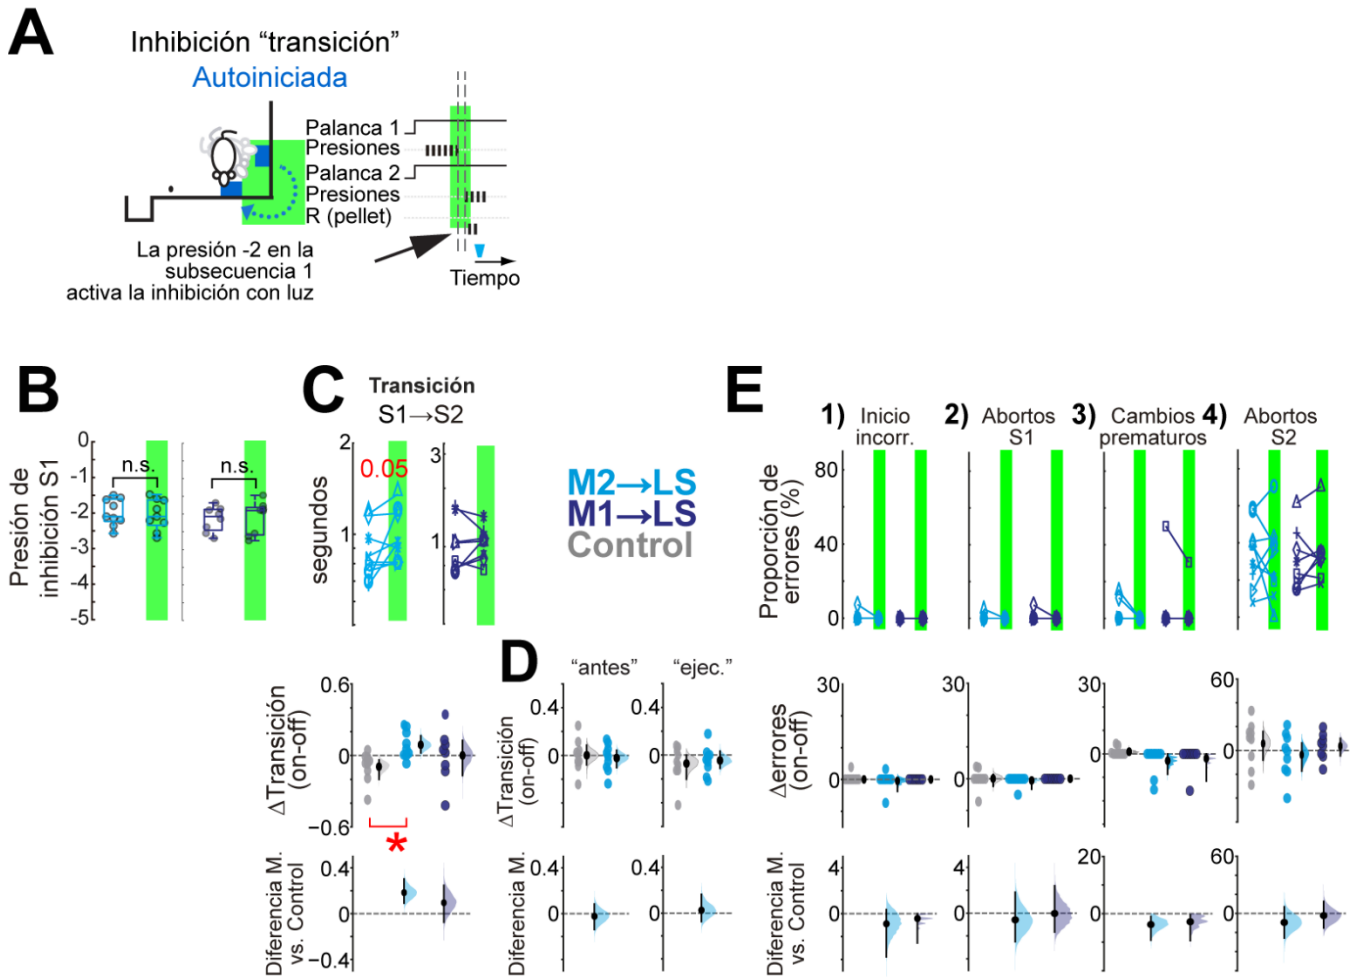 A
Inhibición “transición”
Autoiniciada
Palanca 1
Presiones
Palanca 2
Presiones
R (pellet)
La presión -2 en la
subsecuencia 1
activa la inhibición con luz
Tiempo
B
Presión de
inhibición S1
0
-1
-2
-3
-4
-5
n.s.
n.s.
C
Transición
S1→S2
segundos
2
1
0.05
3
1
M2→LS
M1→LS
Control
ΔTransición
(on-off)
0.6
0
−0.6
*
Diferencia M.
vs. Control
0.4
0
−0.4
D
“antes”
“ejec.”
ΔTransición
(on-off)
0.4
0
0.4
0
Diferencia M.
0.4
0
0.4
0
E
1) Inicio
incorr.
2) Abortos
S1
3) Cambios
prematuros
4) Abortos
S2
Proporción de
errores (%)
80
40
0
Δerrores
(on-off)
30
0
30
0
30
0
60
0
Diferencia M.
vs. Control
4
0
4
0
20
0
60
0